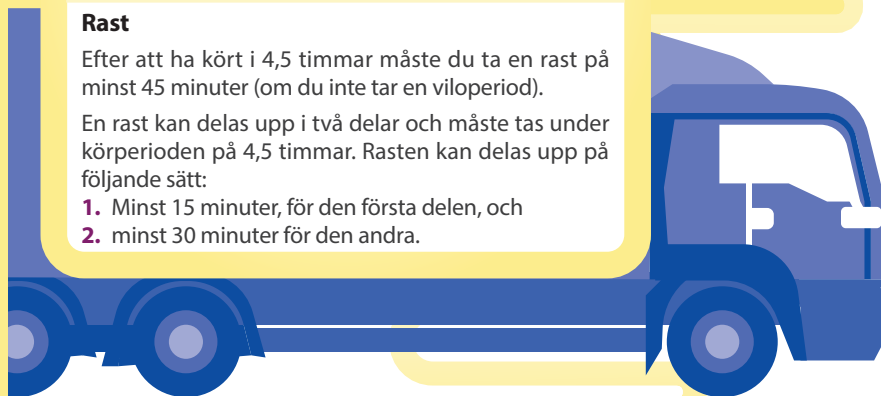 Rast
Efter att ha kört i 4,5 timmar måste du ta en rast på
minst 45 minuter (om du inte tar en viloperiod).
En rast kan delas upp i två delar och måste tas under
körperioden på 4,5 timmar. Rasten kan delas upp på
följande sätt:
1. Minst 15 minuter, för den första delen, och
2. minst 30 minuter för den andra.